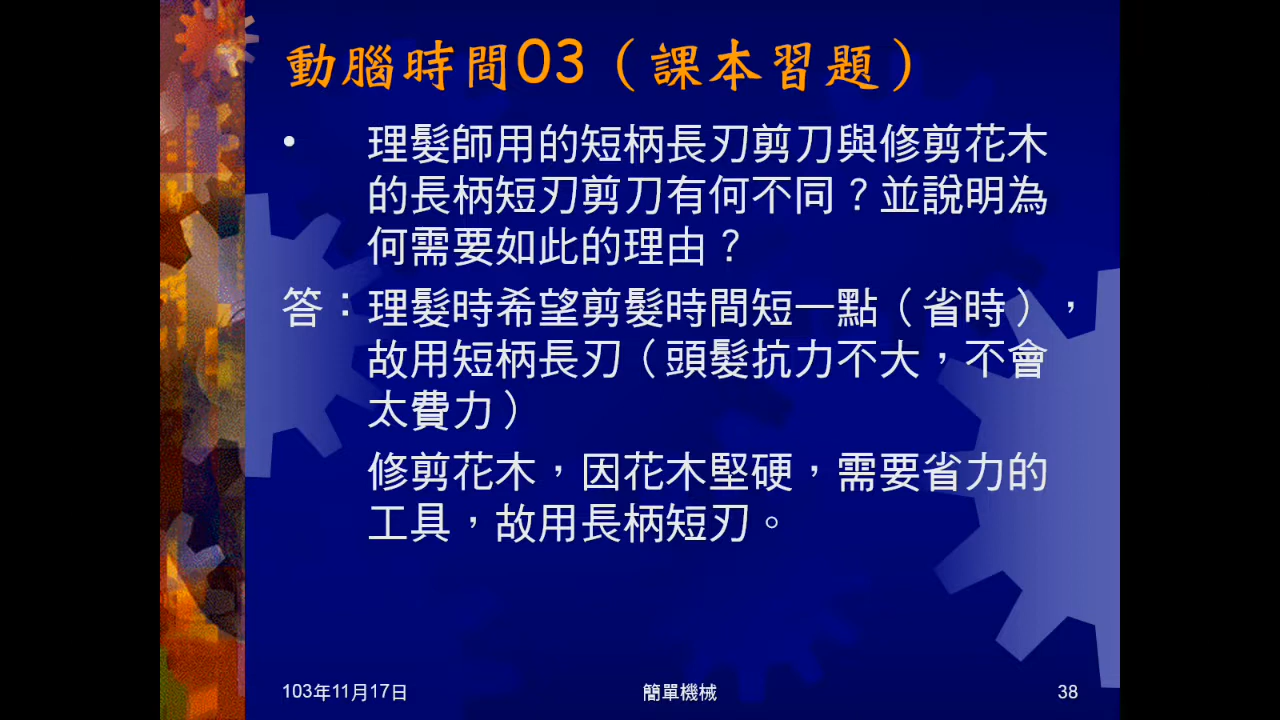 動腦時間03（課本習題）
• 理髮師用的短柄長刃剪刀與修剪花木
的長柄短刃剪刀有何不同？並說明為
何需要如此的理由？
答：理髮時希望剪髮時間短一點（省時），
故用短柄長刃（頭髮抗力不大，不會
太費力）
修剪花木，因花木堅硬，需要省力的
工具，故用長柄短刃。
103年11月17日
簡單機械
38